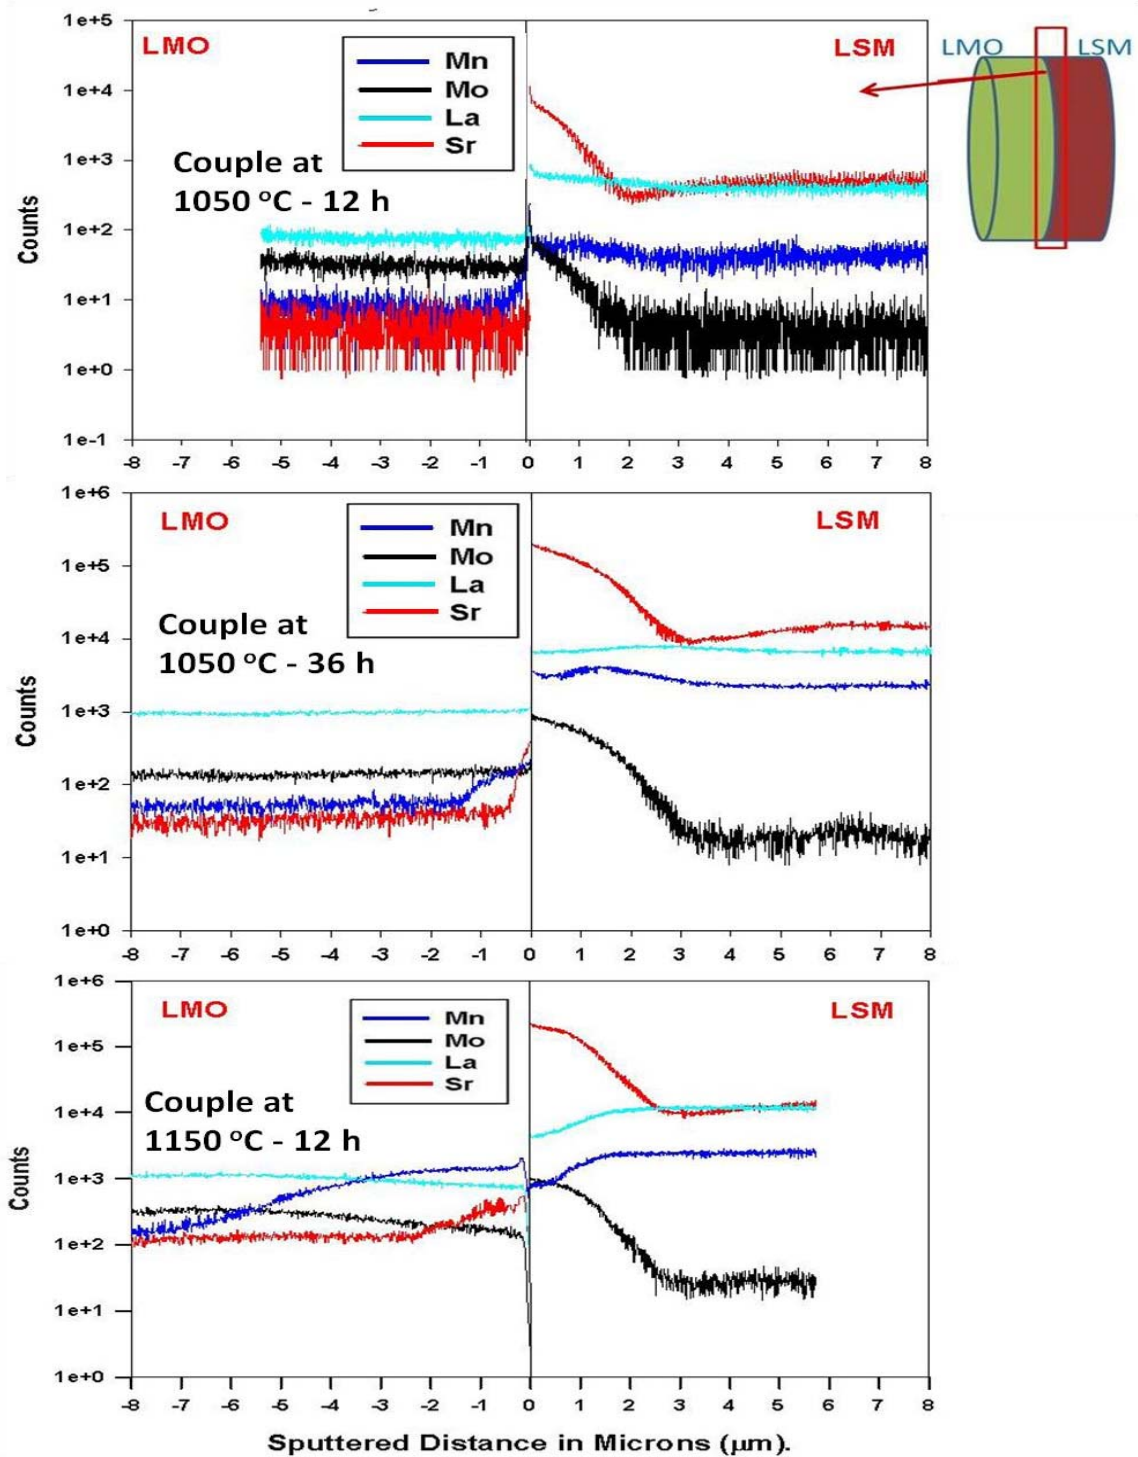 1e+5
LMO
LSM
LMO
LSM
Mn
Mo
La
Sr
1e+4
1e+3
Couple at
1050 °C - 12 h
1e+2
1e+1
1e+0
1e-1
Counts
-8 -7 -6 -5 -4 -3 -2 -1 0 1 2 3 4 5 6 7 8
1e+6
LMO
LSM
Mn
Mo
La
Sr
1e+5
1e+4
Couple at
1050 °C - 36 h
1e+3
1e+2
1e+1
1e+0
Counts
-8 -7 -6 -5 -4 -3 -2 -1 0 1 2 3 4 5 6 7 8
1e+6
LMO
LSM
Mn
Mo
La
Sr
1e+5
1e+4
Couple at
1150 °C - 12 h
1e+3
1e+2
1e+1
1e+0
Counts
-8 -7 -6 -5 -4 -3 -2 -1 0 1 2 3 4 5 6 7 8
Sputtered Distance in Microns (µm).